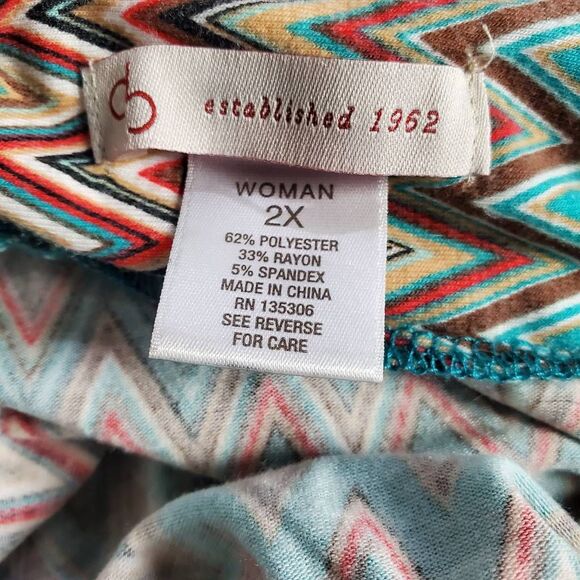 cb established 1962
WOMAN
2X
62% POLYESTER
33% RAYON
5% SPANDEX
MADE IN CHINA
RN 135306
SEE REVERSE
FOR CARE